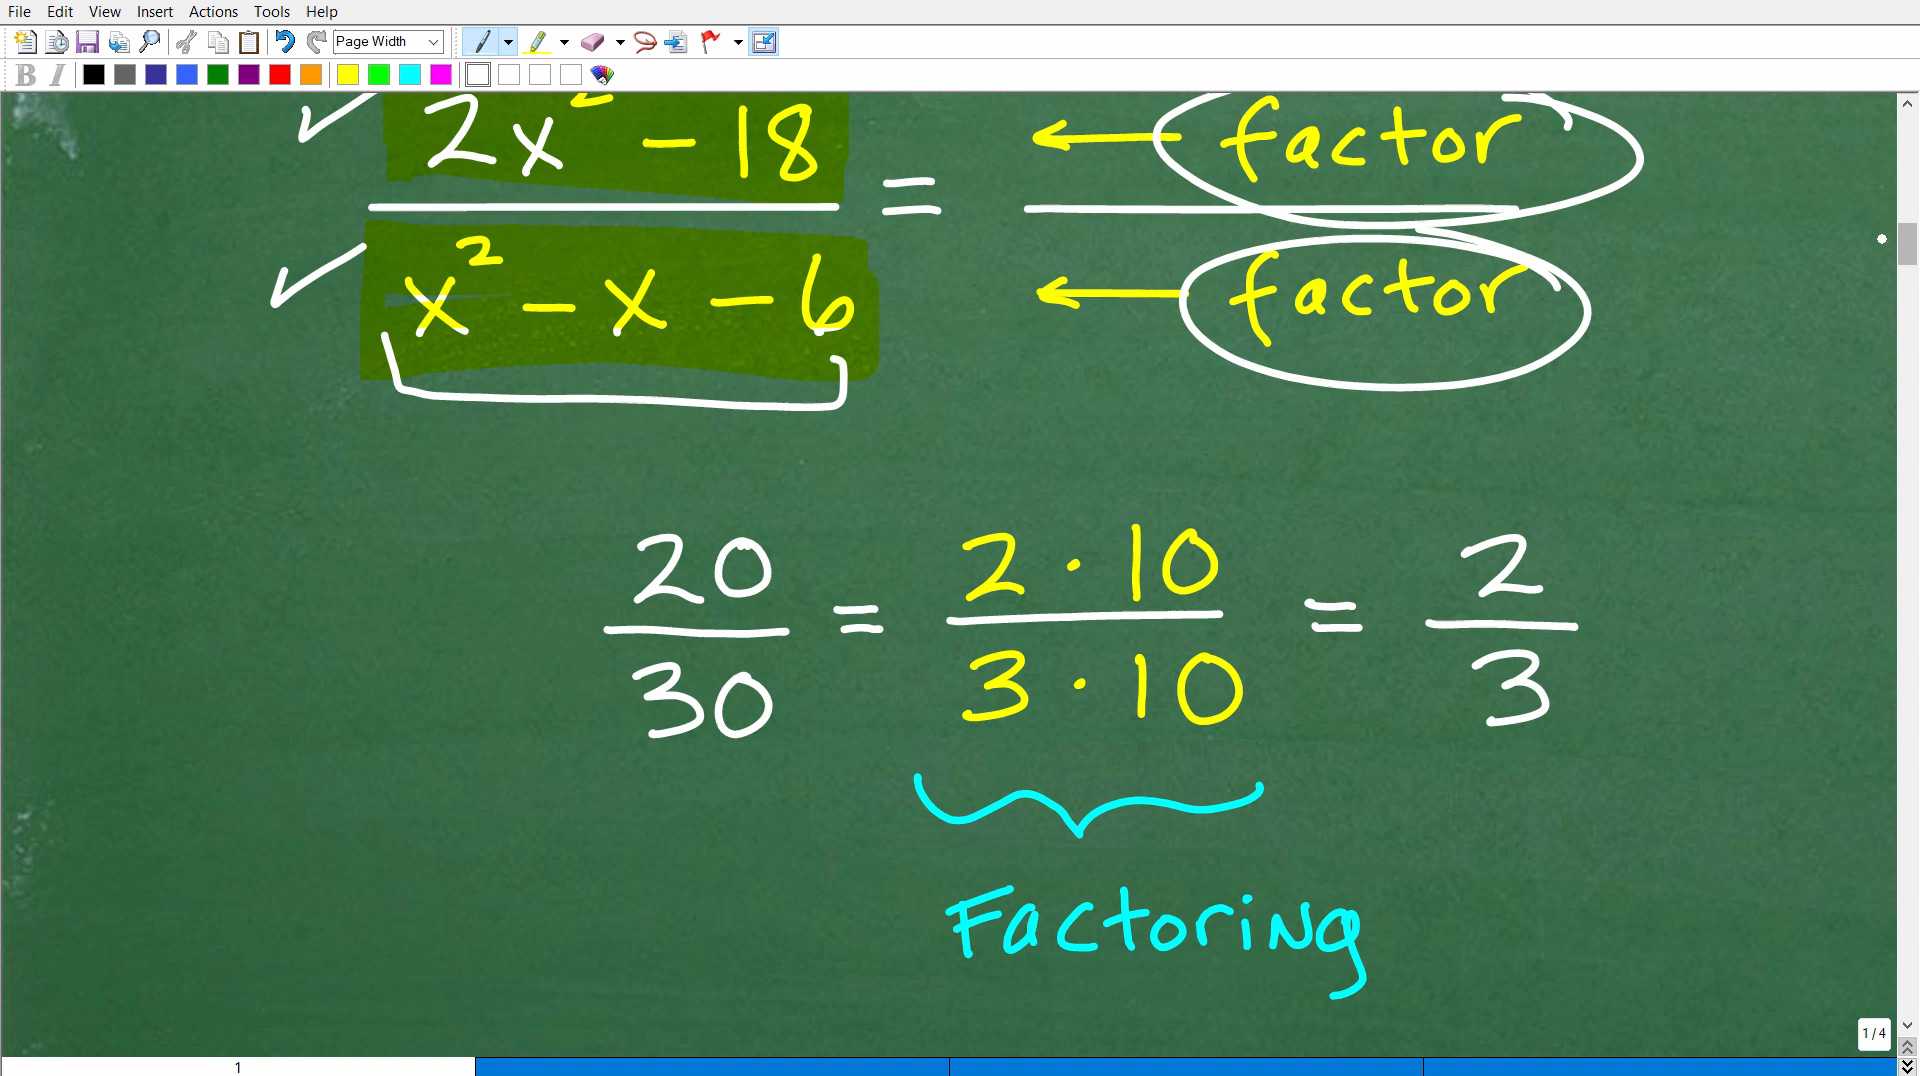 File Edit View Insert Actions Tools Help
Page Width
B I
2x² - 18 = ← factor
x² - x - 6 ← factor
20/30 = 2 · 10/3 · 10 = 2/3
Factoring
1 / 4
1